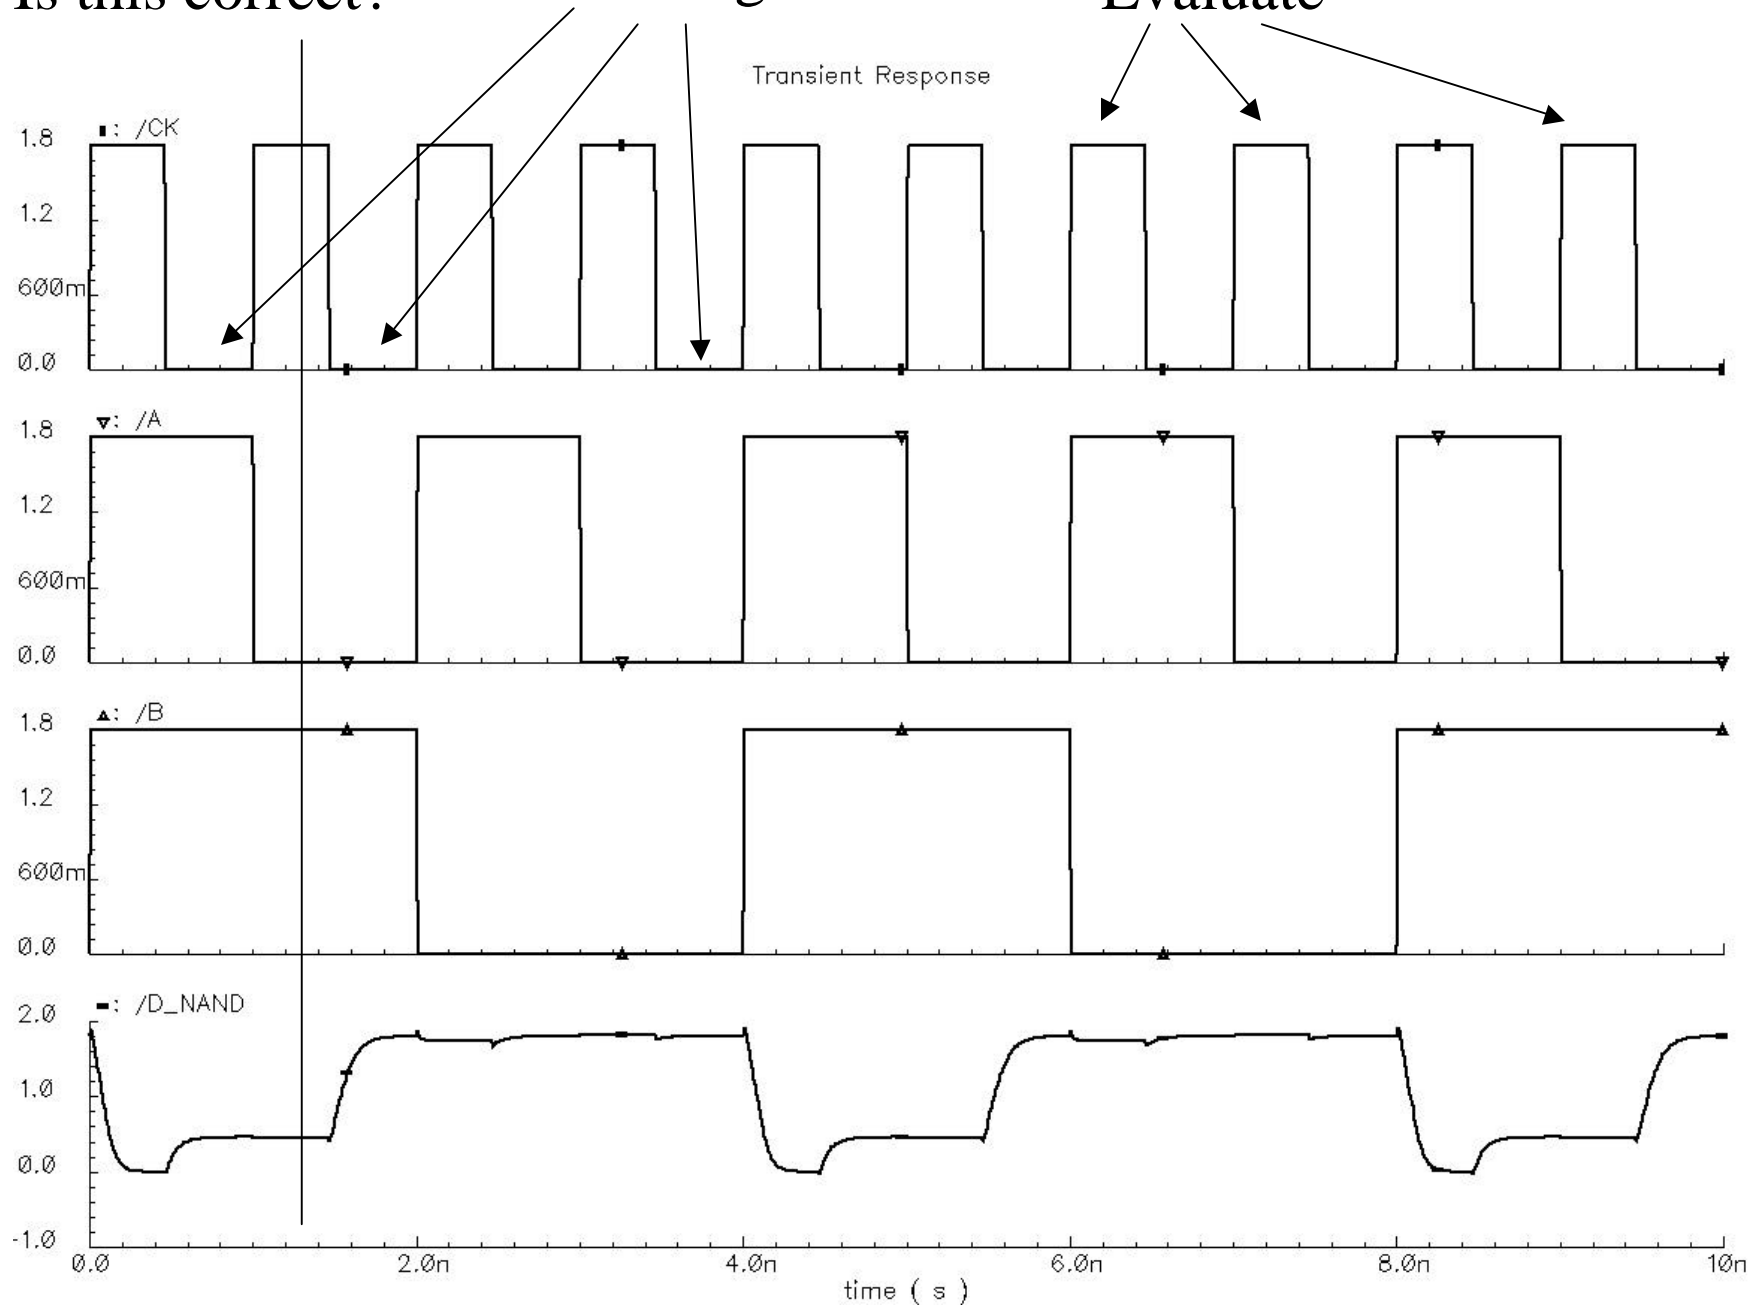 Is this correct?
Evaluate
Transient Response
: /CK
1.8
1.2
600m
0.0
: /A
1.8
1.2
600m
0.0
: /B
1.8
1.2
600m
0.0
: /D_NAND
2.0
1.0
0.0
-1.0
0.0 2.0n 4.0n 6.0n 8.0n 10n
time ( s )